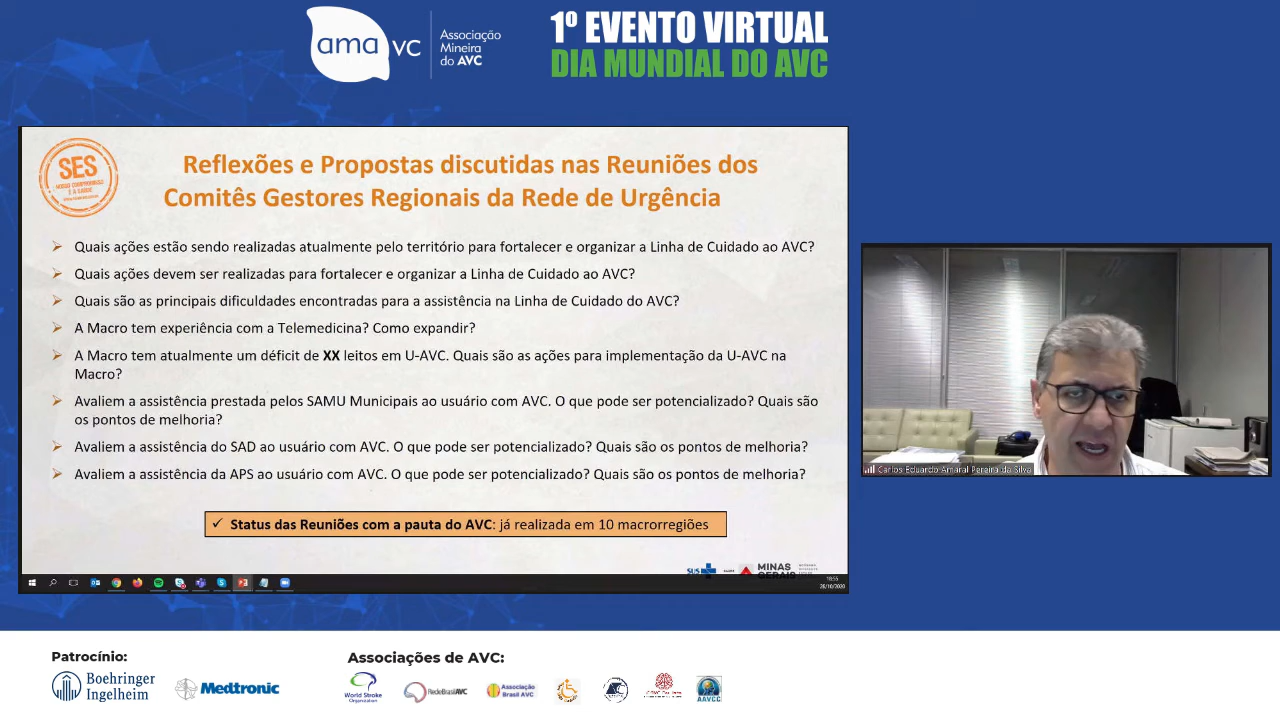 ama
VC
Associação
Mineira
do AVC
1º EVENTO VIRTUAL
DIA MUNDIAL DO AVC
SES
Reflexões e Propostas discutidas nas Reuniões dos
Comitês Gestores Regionais da Rede de Urgência
Quais ações estão sendo realizadas atualmente pelo território para fortalecer e organizar a Linha de Cuidado ao AVC?
Quais ações devem ser realizadas para fortalecer e organizar a Linha de Cuidado ao AVC?
Quais são as principais dificuldades encontradas para a assistência na Linha de Cuidado do AVC?
A Macro tem experiência com a Telemedicina? Como expandir?
A Macro tem atualmente um déficit de XX leitos em U-AVC. Quais são as ações para implementação da U-AVC na
Macro?
Avaliem a assistência prestada pelos SAMU Municipais ao usuário com AVC. O que pode ser potencializado? Quais são
os pontos de melhoria?
Avaliem a assistência do SAD ao usuário com AVC. O que pode ser potencializado? Quais são os pontos de melhoria?
Avaliem a assistência da APS ao usuário com AVC. O que pode ser potencializado? Quais são os pontos de melhoria?
✓ Status das Reuniões com a pauta do AVC: já realizada em 10 macrorregiões
SUS
MINAS
GERAIS
18:55
28/10/2020
Carlos Eduardo Amaral Pereira da Silva
Patrocínio:
Boehringer
Ingelheim
Medtronic
Associações de AVC:
World Stroke
Organization
RedeBrasilAVC
Associação
Brasil AVC
AAVCC